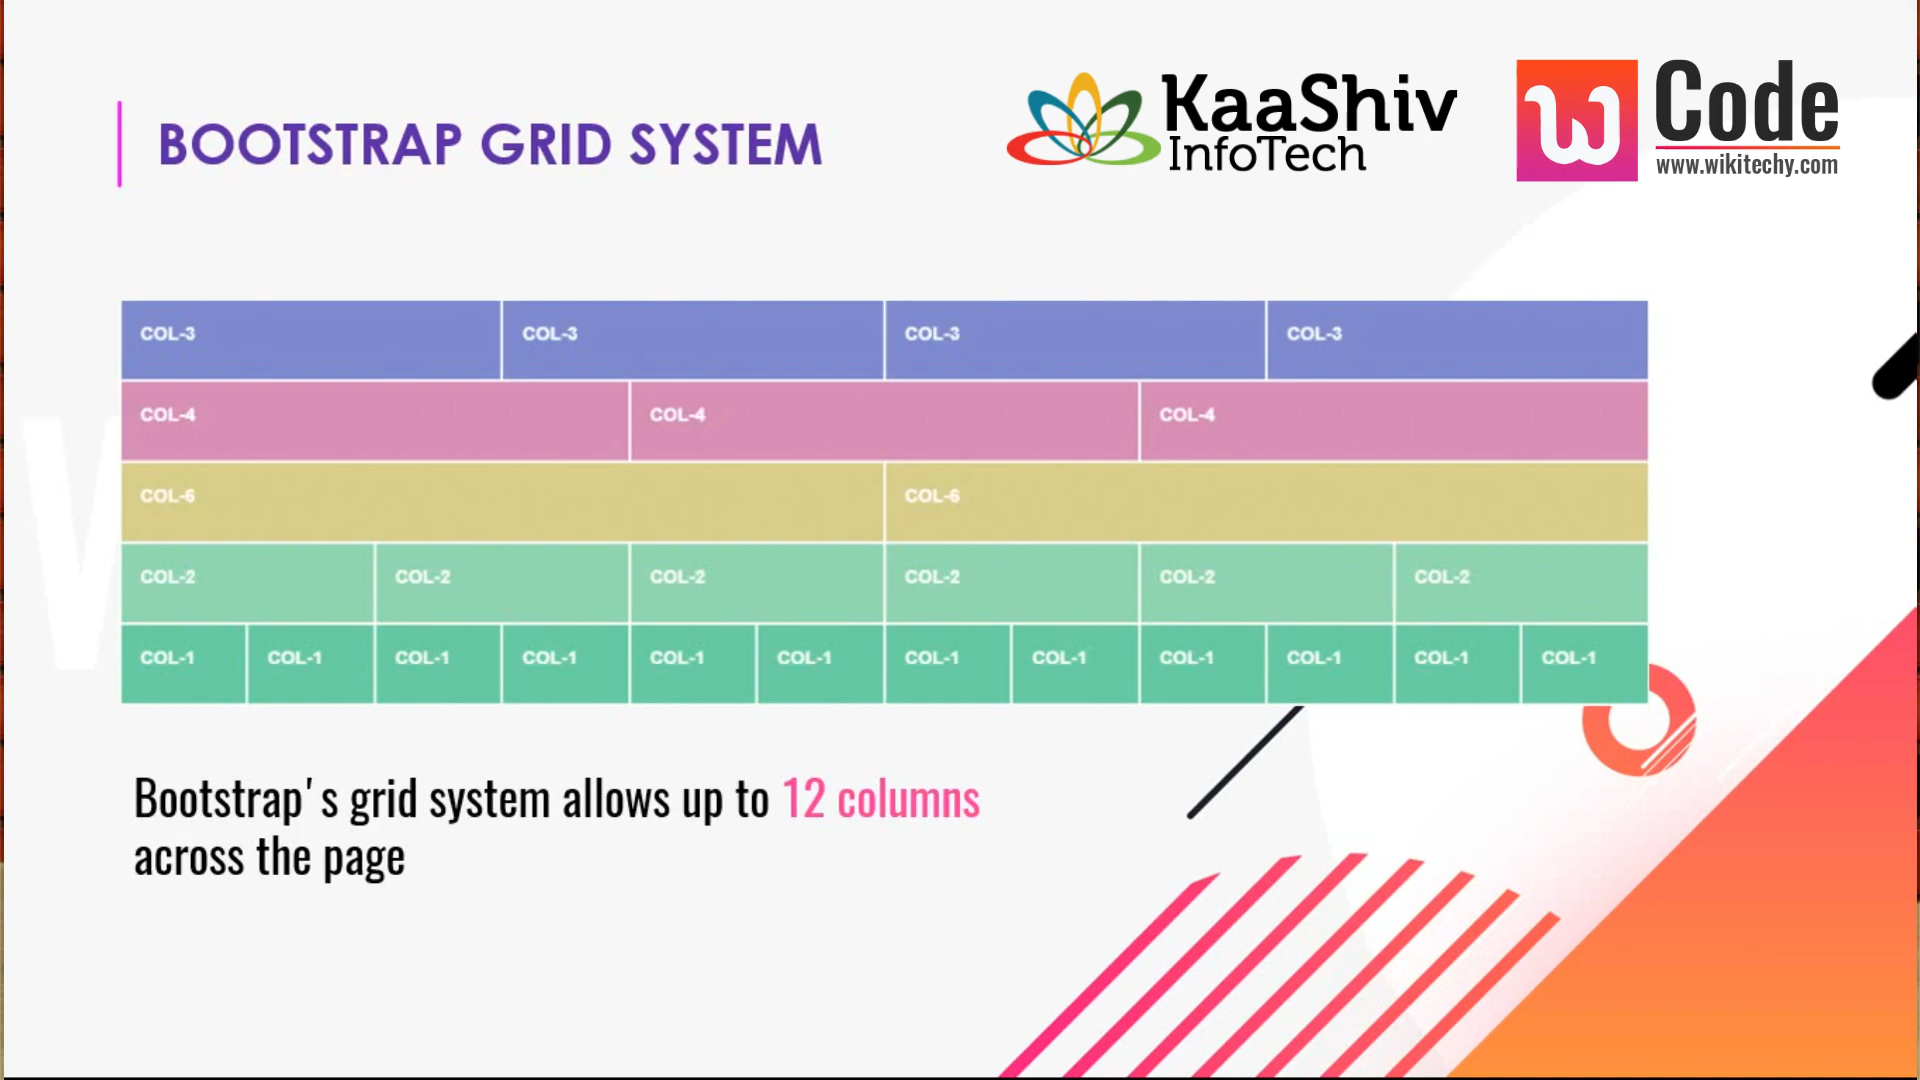 BOOTSTRAP GRID SYSTEM
KaaShiv
InfoTech
W
Code
www.wikitechy.com
COL-3 COL-3 COL-3 COL-3
COL-4 COL-4 COL-4
COL-6 COL-6
COL-2 COL-2 COL-2 COL-2 COL-2 COL-2
COL-1 COL-1 COL-1 COL-1 COL-1 COL-1 COL-1 COL-1 COL-1 COL-1 COL-1 COL-1
Bootstrap's grid system allows up to 12 columns
across the page